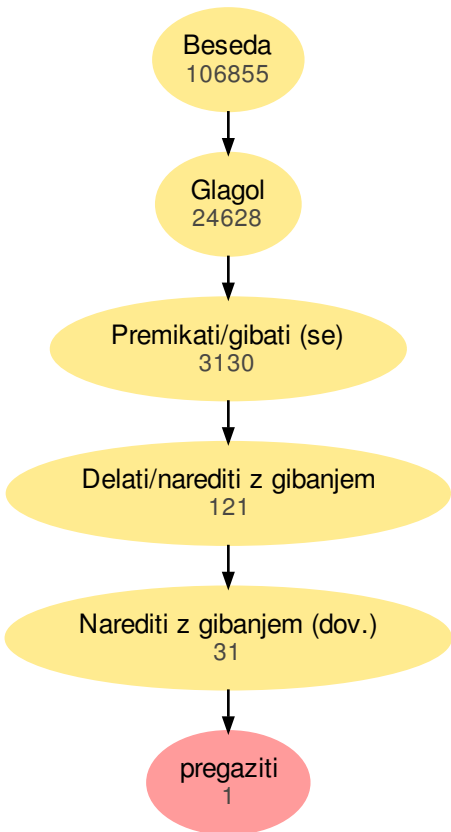 Beseda
106855
Glagol
24628
Premikati/gibati (se)
3130
Delati/narediti z gibanjem
121
Narediti z gibanjem (dov.)
31
pregaziti
1